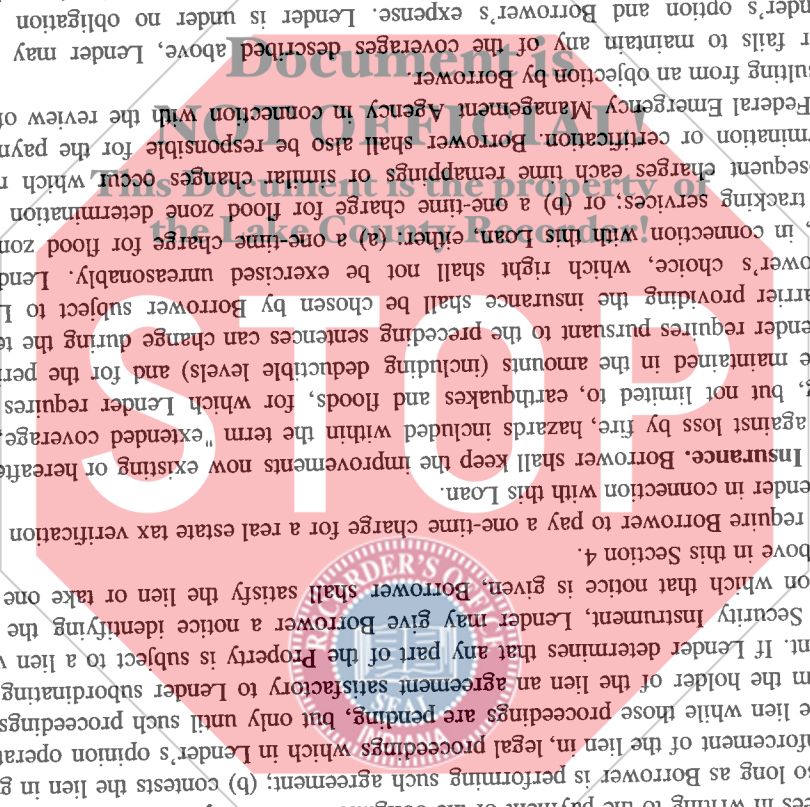 ees in writing to the payment of the
so long as Borrower is performing such agreement; (b) contests the lien in g
nforcement of the lien in, legal proceedings which in Lender's opinion operat
e lien while those proceedings are pending, but only until such proceedings
m the holder of the lien an agreement satisfactory to Lender subordinating
nt. If Lender determines that any part of the Property is subject to a lien
Security Instrument, Lender may give Borrower a notice identifying the
on which that notice is given, Borrower shall satisfy the lien or take one
bove in this Section 4.
require Borrower to pay a one-time charge for a real estate tax verification
ender in connection with this Loan.
Insurance. Borrower shall keep the improvements now existing or hereafte
against loss by fire, hazards included within the term "extended coverage,
g, but not limited to, earthquakes and floods, for which Lender requires
e maintained in the amounts (including deductible levels) and for the peri
ender requires pursuant to the preceding sentences can change during the te
arrier providing the insurance shall be chosen by Borrower subject to L
ower's choice, which right shall not be exercised unreasonably. Lend
, in connection with this Loan, either: (a) a one-time charge for flood zon
tracking services; or (b) a one-time charge for flood zone determination
sequent charges each time remappings or similar changes occur which r
rmination or certification. Borrower shall also be responsible for the payn
Federal Emergency Management Agency in connection with the review of
sulting from an objection by Borrower.
r fails to maintain any of the coverages described above, Lender may
nder's option and Borrower's expense. Lender is under no obligation
Document is
NOT OFFICIAL!
This Document is the property of
the Lake County Recorder!
STOP
RECORDER'S OFFICE
SEAL
INDIANA